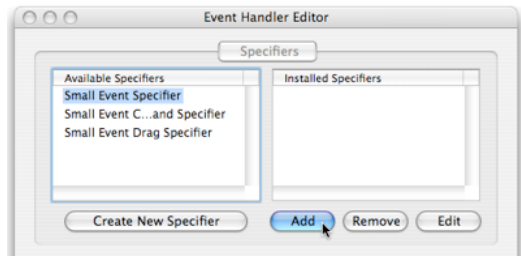 Event Handler Editor
Specifiers
Available Specifiers
Installed Specifiers
Small Event Specifier
Small Event C...and Specifier
Small Event Drag Specifier
Create New Specifier
Add
Remove
Edit